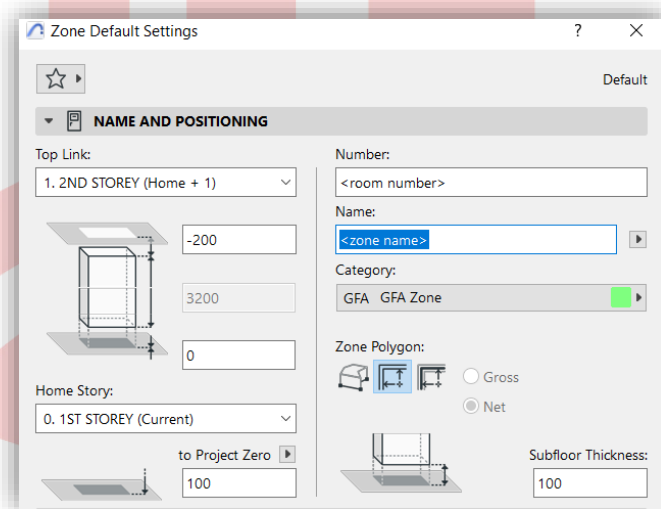 Zone Default Settings
?
Default
NAME AND POSITIONING
Top Link:
1. 2ND STOREY (Home + 1)
-200
3200
0
Home Story:
0. 1ST STOREY (Current)
to Project Zero
100
Number:
<room number>
Name:
<zone name>
Category:
GFA GFA Zone
Zone Polygon:
Gross
Net
Subfloor Thickness:
100